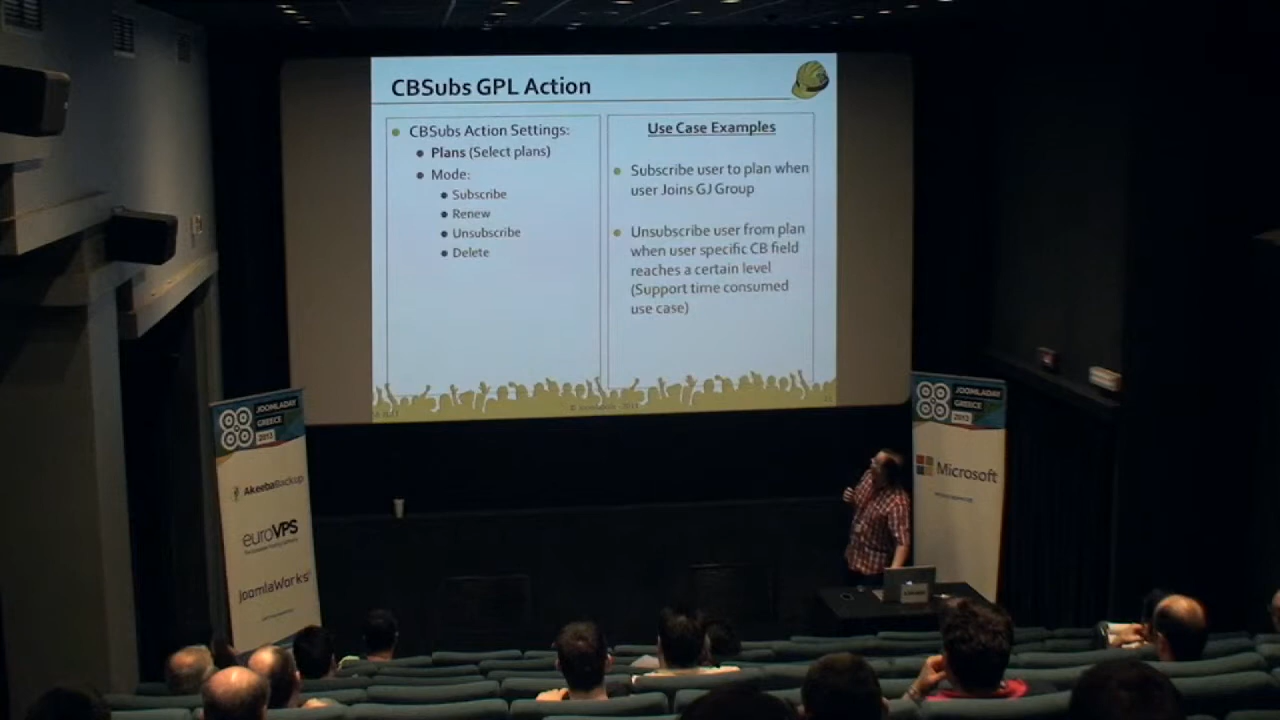 CBSubs GPL Action
CBSubs Action Settings:
Plans (Select plans)
Mode:
Subscribe
Renew
Unsubscribe
Delete
Use Case Examples
Subscribe user to plan when
user Joins GJ Group
Unsubscribe user from plan
when user specific CB field
reaches a certain level
(Support time consumed
use case)
JOOMLADAY
GREECE
2013
AkeebaBackup
euroVPS
JoomlaWorks
JOOMLADAY
GREECE
2013
Microsoft